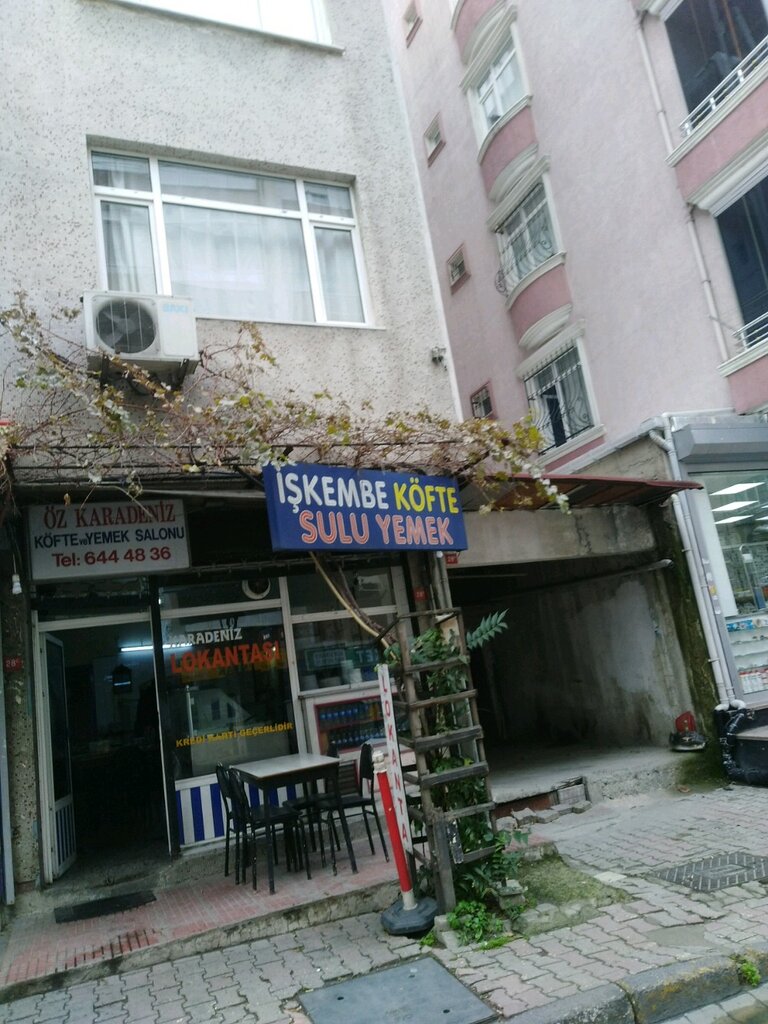 İŞKEMBE KÖFTE
SULU YEMEK
ÖZ KARADENİZ
KÖFTE ve YEMEK SALONU
Tel: 644 48 36
KARADENİZ
LOKANTASI
KREDİ KARTI GEÇERLİDİR
LOKANTA